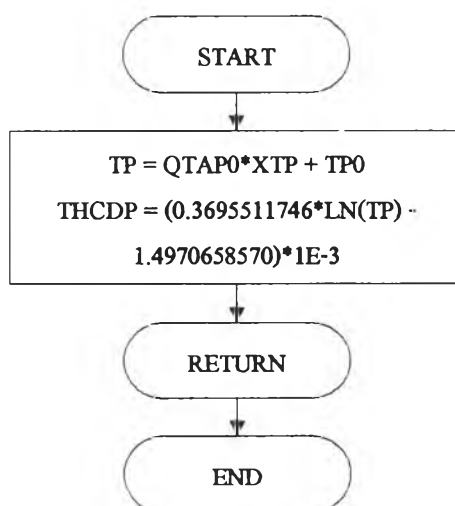 START
TP = QTAP0*XTP + TP0
THCDP = (0.3695511746*LN(TP) -
1.4970658570)*1E-3
RETURN
END